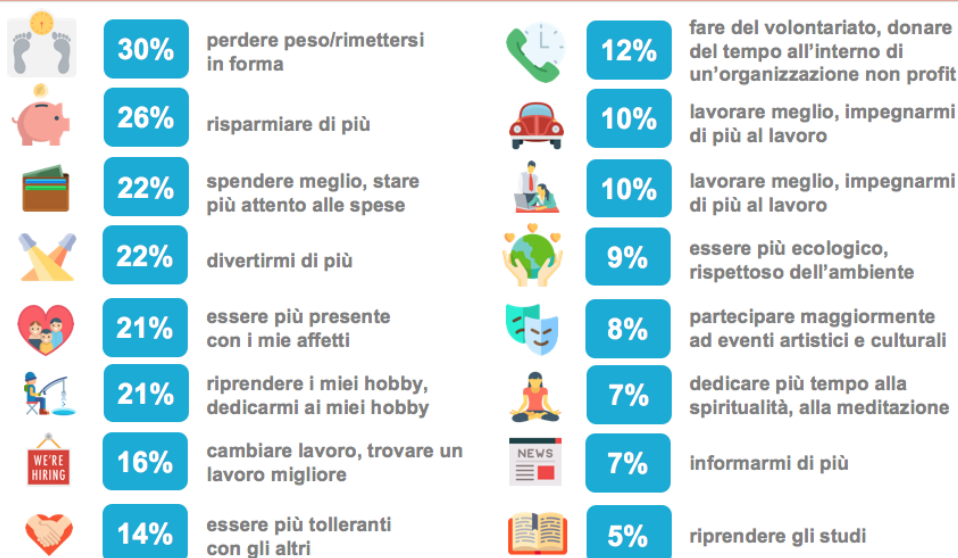 30%
perdere peso/rimettersi
in forma
26%
risparmiare di più
22%
spendere meglio, stare
più attento alle spese
22%
divertirmi di più
21%
essere più presente
con i mie affetti
21%
riprendere i miei hobby,
dedicarmi ai miei hobby
WE'RE
HIRING
16%
cambiare lavoro, trovare un
lavoro migliore
14%
essere più tolleranti
con gli altri
12%
fare del volontariato, donare
del tempo all'interno di
un'organizzazione non profit
10%
lavorare meglio, impegnarmi
di più al lavoro
10%
lavorare meglio, impegnarmi
di più al lavoro
9%
essere più ecologico,
rispettoso dell'ambiente
8%
partecipare maggiormente
ad eventi artistici e culturali
7%
dedicare più tempo alla
spiritualità, alla meditazione
NEWS
7%
informarmi di più
5%
riprendere gli studi